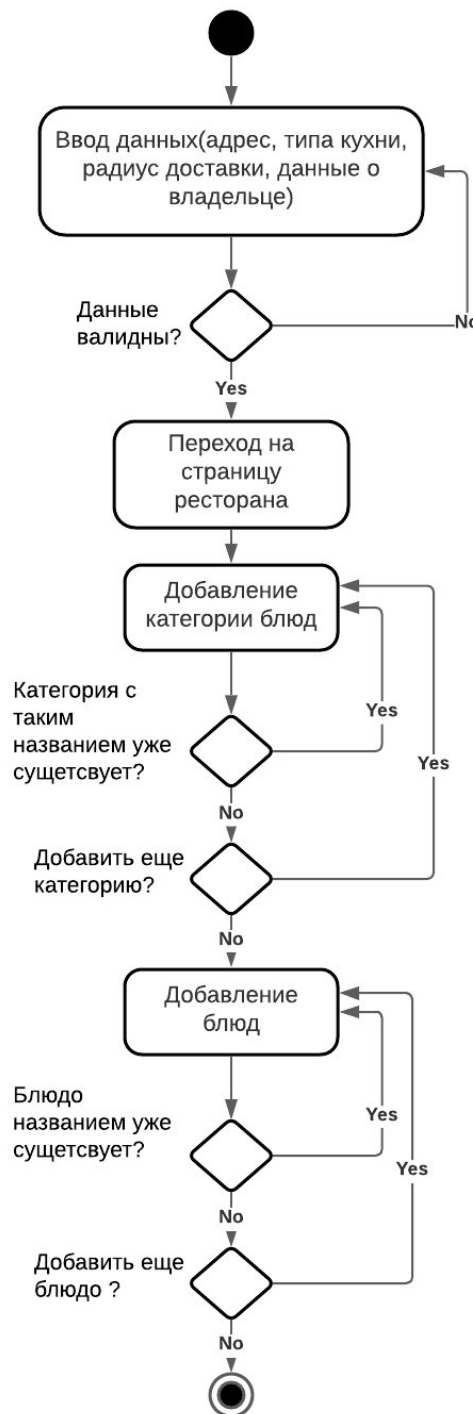 Ввод данных(адрес, типа кухни,
радиус доставки, данные о
владельце)
Данные
валидны?
No
Yes
Переход на
страницу
ресторана
Добавление
категории блюд
Категория с
таким
названием уже
сущетсвует?
Yes
Yes
No
Добавить еще
категорию?
No
Добавление
блюд
Блюдо
названием уже
сущетсвует?
Yes
Yes
No
Добавить еще
блюдо ?
No